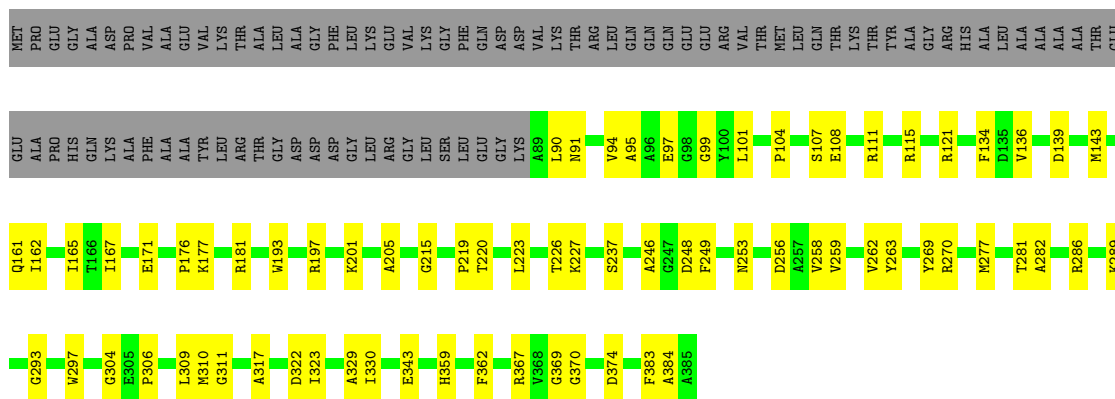 MET PRO GLU GLY ALA ASP PRO VAL ALA GLU VAL LYS THR ALA LEU ALA GLY PHE LEU LYS GLU VAL LYS GLY PHE GLN ASP ASP VAL LYS THR ARG LEU GLN GLN GLN GLU GLU ARG VAL THR MET LEU GLN THR LYS THR TYR ALA GLY ARG HIS ALA LEU ALA ALA ALA ALA THR GLU
GLU ALA PRO HIS GLN LYS ALA PHE ALA ALA TYR LEU ARG THR GLY ASP ASP ASP GLY LEU ARG GLY LEU SER LEU GLU GLY LYS A89 L90 N91 V94 A95 A96 E97 G98 G99 Y100 L101 P104 S107 E108 R111 R115 R121 F134 D135 V136 D139 M143
Q161 I162 I165 T166 I167 E171 P176 K177 R181 W193 R197 K201 A205 G215 P219 T220 L223 T226 K227 S237 A246 G247 D248 F249 N253 D256 A257 V258 V259 V262 Y263 Y269 R270 M277 T281 A282 R286
G293 W297 G304 E305 P306 L309 M310 G311 A317 D322 I323 A329 I330 E343 H359 F362 R367 V368 G369 G370 D374 F383 A384 A385